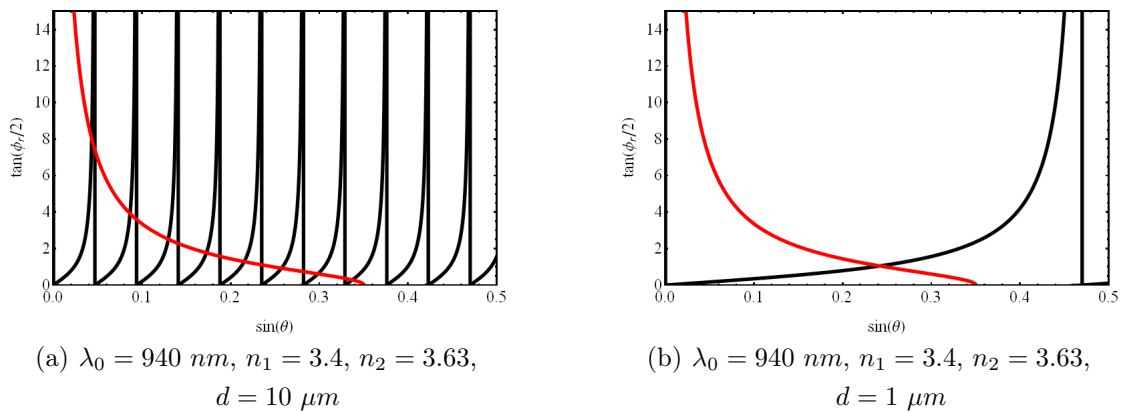 14
12
10
8
6
4
2
0
tan(ϕr/2)
0.0 0.1 0.2 0.3 0.4 0.5
sin(θ)
(a) λ0 = 940 nm, n1 = 3.4, n2 = 3.63,
d = 10 μm
14
12
10
8
6
4
2
0
tan(ϕr/2)
0.0 0.1 0.2 0.3 0.4 0.5
sin(θ)
(b) λ0 = 940 nm, n1 = 3.4, n2 = 3.63,
d = 1 μm